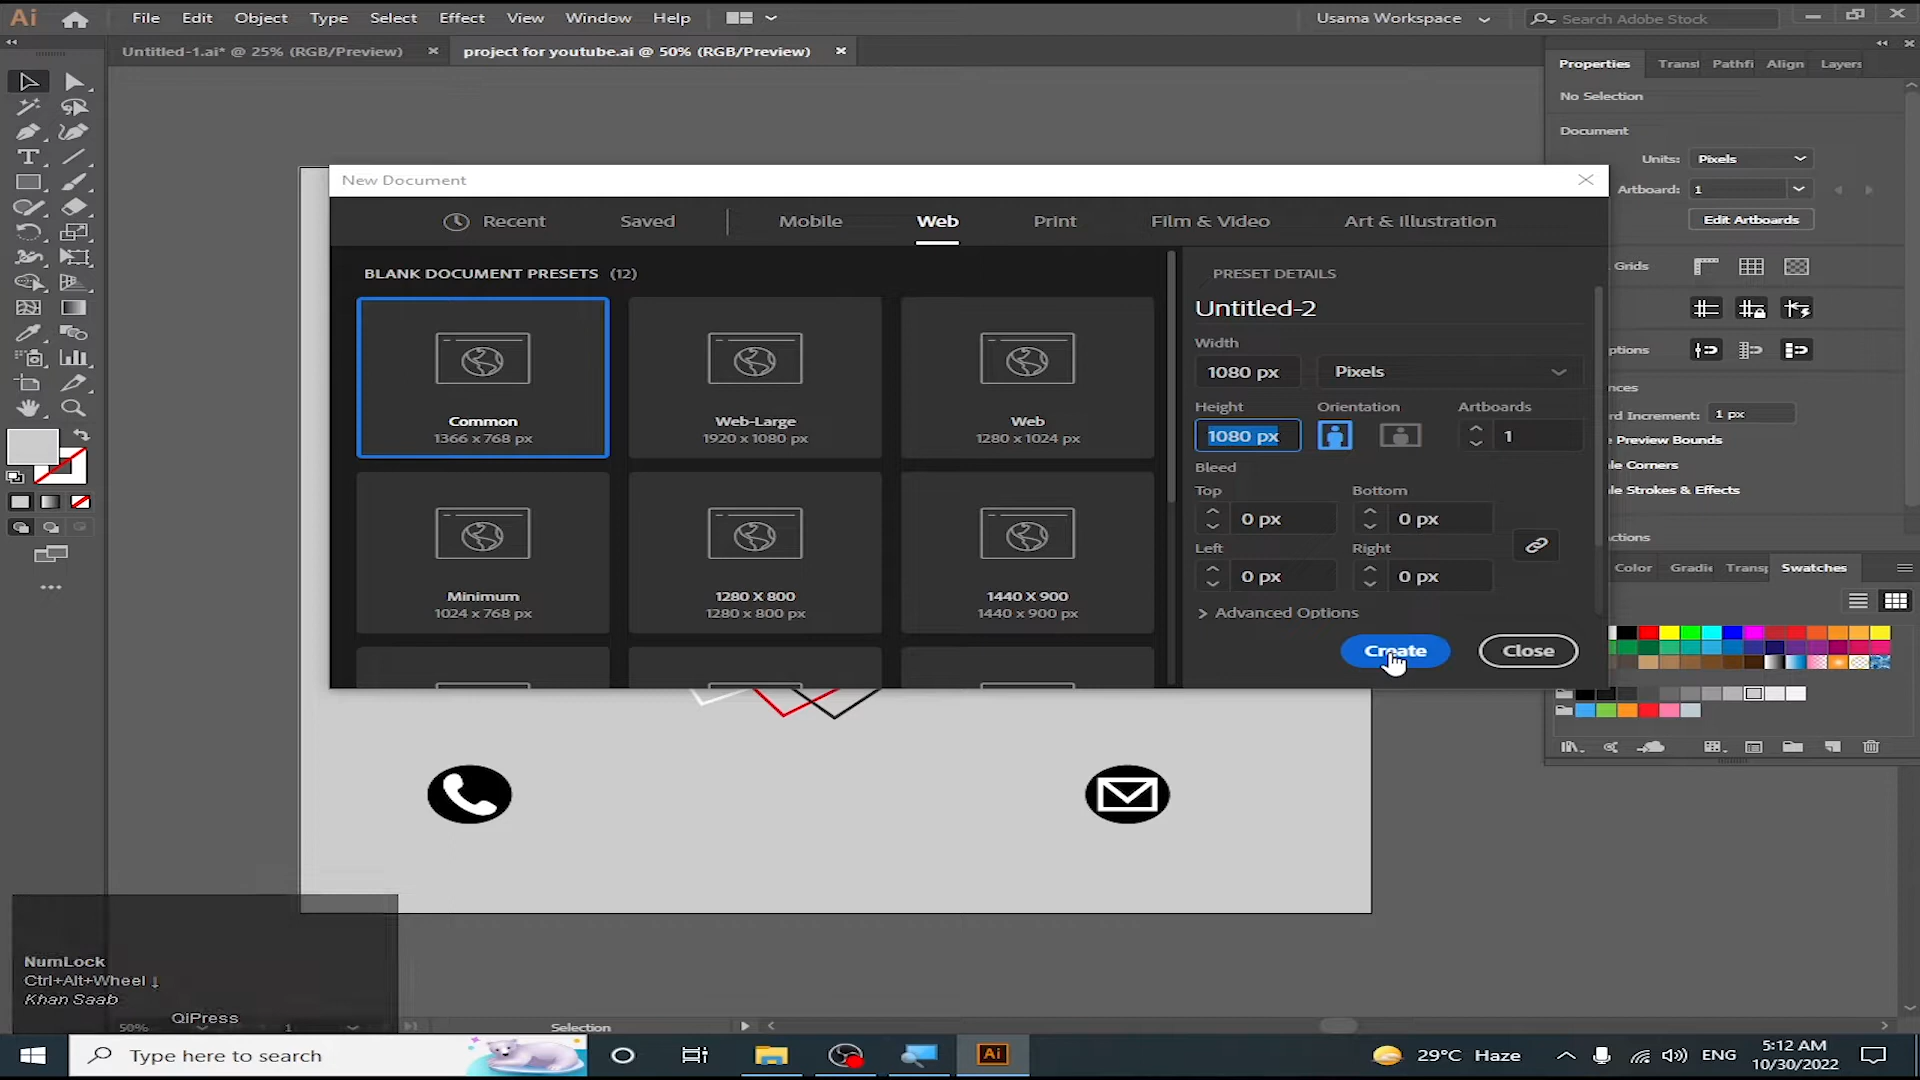 Ai File Edit Object Type Select Effect View Window Help Usama Workspace Search Adobe Stock
Untitled-1.ai* @ 25% (RGB/Preview) project for youtube.ai @ 50% (RGB/Preview)
Properties Transf Pathfi Align Layers
No Selection
Document
Units: Pixels
Artboard: 1
Edit Artboards
Grids
ptions
nces
rd Increment: 1 px
e Preview Bounds
le Corners
le Strokes & Effects
ctions
Color Gradie Transp Swatches
New Document
Recent Saved Mobile Web Print Film & Video Art & Illustration
BLANK DOCUMENT PRESETS (12)
Common
1366 x 768 px
Web-Large
1920 x 1080 px
Web
1280 x 1024 px
Minimum
1024 x 768 px
1280 X 800
1280 x 800 px
1440 X 900
1440 x 900 px
PRESET DETAILS
Untitled-2
Width
1080 px Pixels
Height Orientation Artboards
1080 px 1
Bleed
Top Bottom
0 px 0 px
Left Right
0 px 0 px
Advanced Options
Create Close
NumLock
Ctrl+Alt+Wheel ↓
Khan Saab
QiPress
50% 1 Selection
Type here to search Ai 29°C Haze ENG 5:12 AM
10/30/2022